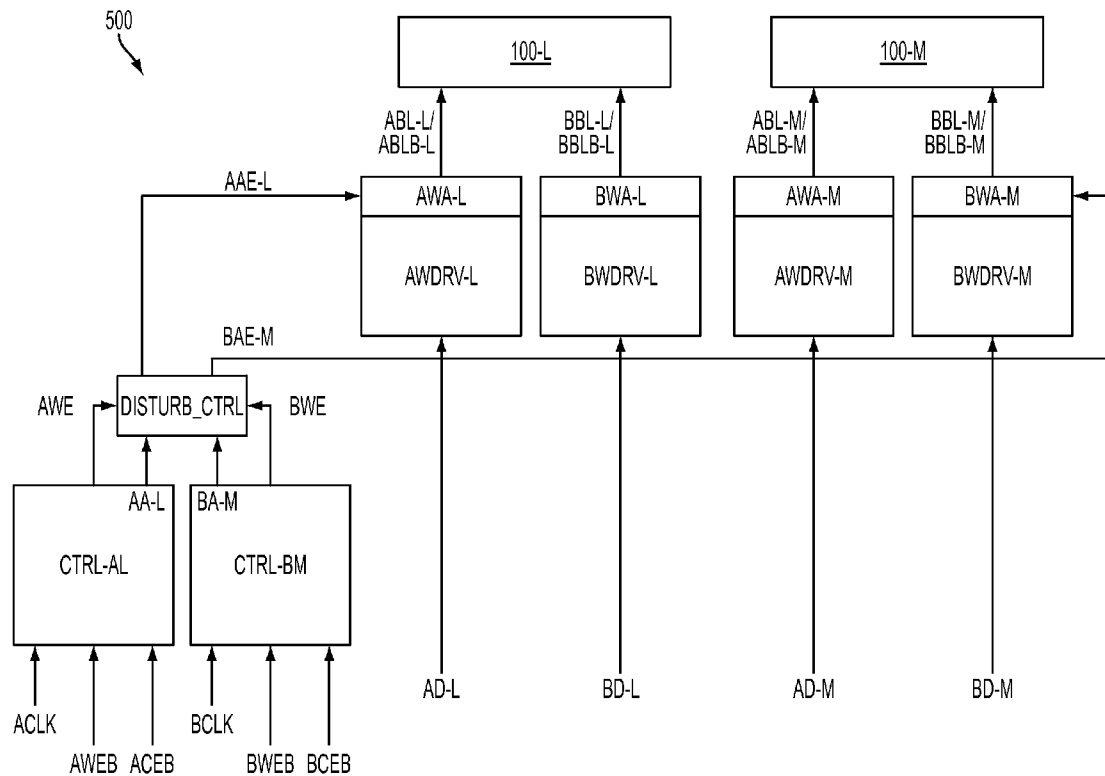 500
100-L
100-M
ABL-L/
ABLB-L
BBL-L/
BBLB-L
ABL-M/
ABLB-M
BBL-M/
BBLB-M
AAE-L
AWA-L
BWA-L
AWA-M
BWA-M
AWDRV-L
BWDRV-L
AWDRV-M
BWDRV-M
BAE-M
AWE
DISTURB_CTRL
BWE
AA-L
BA-M
CTRL-AL
CTRL-BM
AD-L
BD-L
AD-M
BD-M
ACLK
BCLK
AWEB
ACEB
BWEB
BCEB